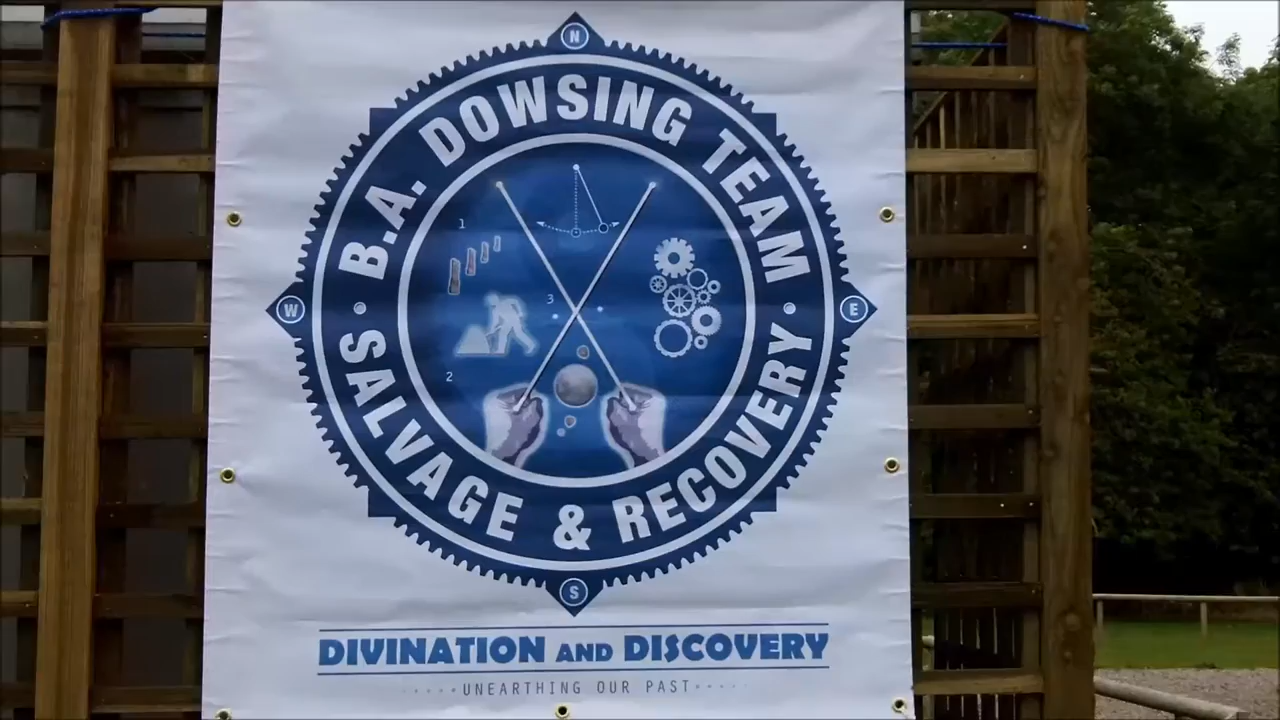 N
B.A. DOWSING TEAM
1
W
3
E
2
SALVAGE & RECOVERY
S
DIVINATION AND DISCOVERY
UNEARTHING OUR PAST